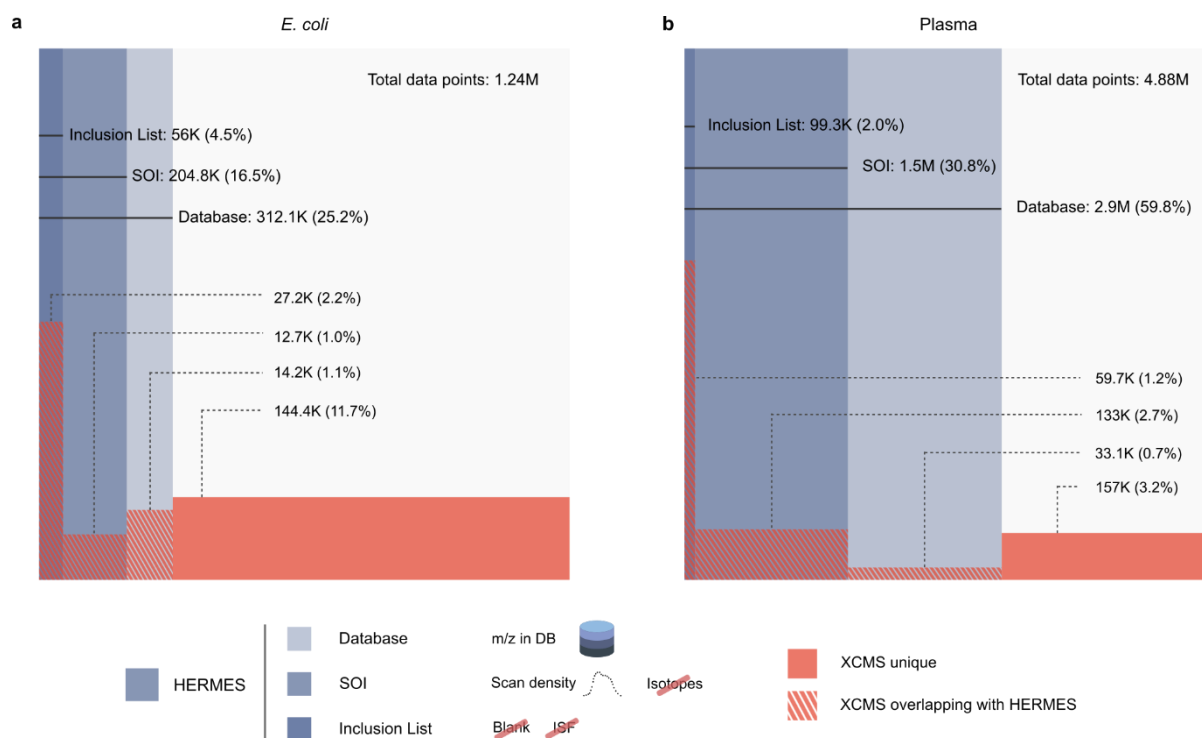 a
E. coli
Total data points: 1.24M
Inclusion List: 56K (4.5%)
SOI: 204.8K (16.5%)
Database: 312.1K (25.2%)
27.2K (2.2%)
12.7K (1.0%)
14.2K (1.1%)
144.4K (11.7%)
b
Plasma
Total data points: 4.88M
Inclusion List: 99.3K (2.0%)
SOI: 1.5M (30.8%)
Database: 2.9M (59.8%)
59.7K (1.2%)
133K (2.7%)
33.1K (0.7%)
157K (3.2%)
HERMES
Database
m/z in DB
SOI
Scan density
Isotopes
Inclusion List
Blank
ISF
XCMS unique
XCMS overlapping with HERMES